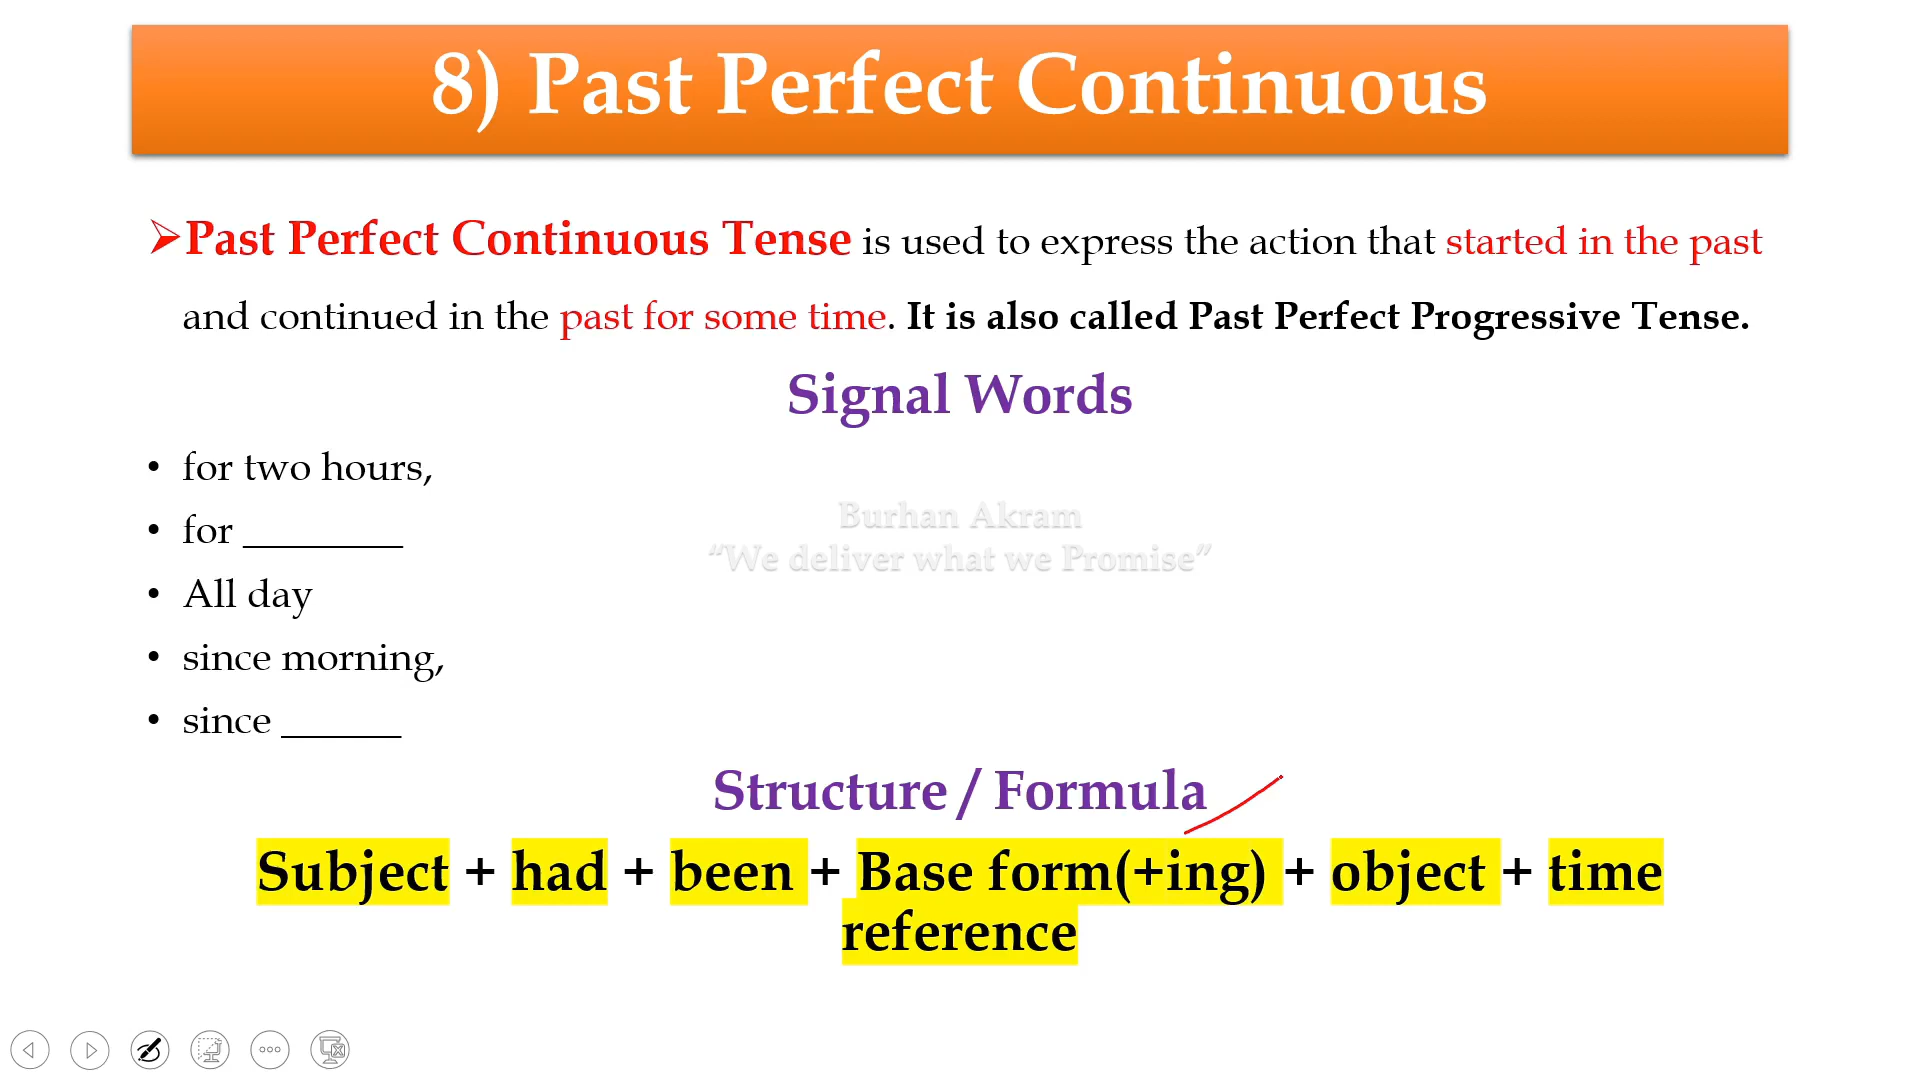 8) Past Perfect Continuous
➢Past Perfect Continuous Tense is used to express the action that started in the past
and continued in the past for some time. It is also called Past Perfect Progressive Tense.
Signal Words
• for two hours,
• for ________
• All day
• since morning,
• since ______
Burhan Akram
“We deliver what we Promise”
Structure / Formula
Subject + had + been + Base form(+ing) + object + time
reference